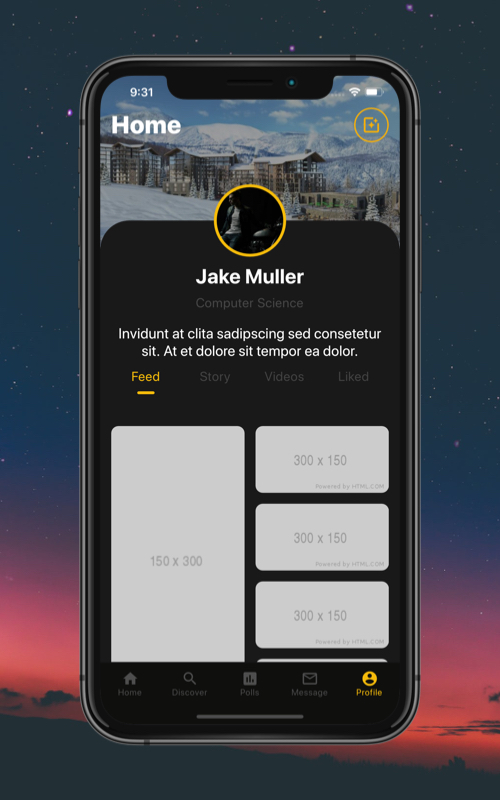 9:31
Home
Jake Muller
Computer Science
Invidunt at clita sadipscing sed consetetur
sit. At et dolore sit tempor ea dolor.
Feed Story Videos Liked
300 x 150
Powered by HTML.COM
300 x 150
Powered by HTML.COM
150 x 300
300 x 150
Powered by HTML.COM
Home Discover Polls Message Profile